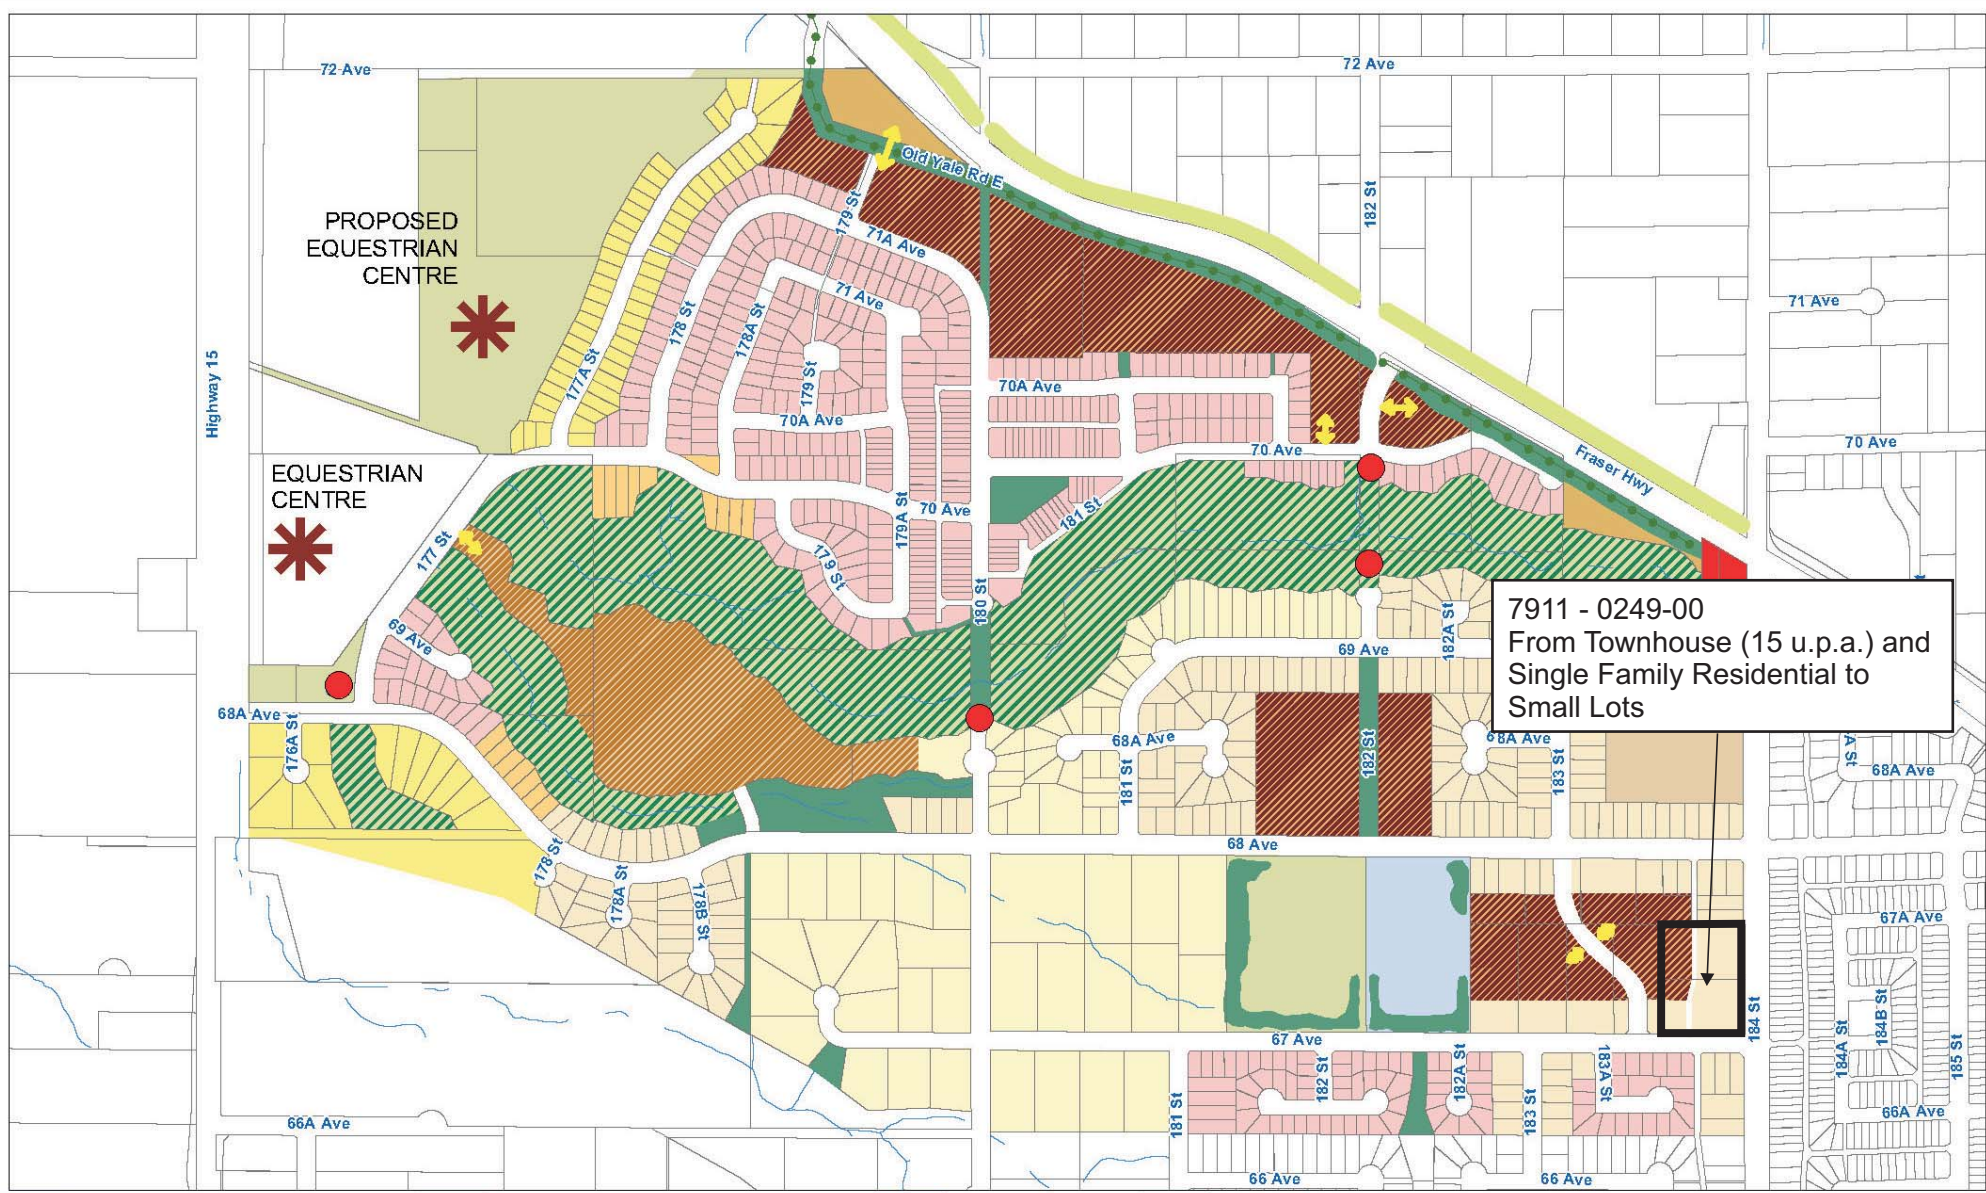 72 Ave
72 Ave
Old Yale Rd E
PROPOSED
EQUESTRIAN
CENTRE
182 St
179 St
71A Ave
71 Ave
71 Ave
178 St
178A St
177A St
179 St
Highway 15
70A Ave
70A Ave
70 Ave
70 Ave
Fraser Hwy
EQUESTRIAN
CENTRE
70 Ave
179A St
181 St
177 St
179 St
180 St
7911 - 0249-00
From Townhouse (15 u.p.a.) and
Single Family Residential to
Small Lots
182A St
69 Ave
69 Ave
68A Ave
176A St
68A Ave
182 St
68A Ave
183 St
181 St
A St
68A Ave
68 Ave
178 St
178A St
178B St
67A Ave
184 St
184A St
184B St
185 St
67 Ave
182 St
182A St
183A St
181 St
183 St
66A Ave
66A Ave
66 Ave
66 Ave